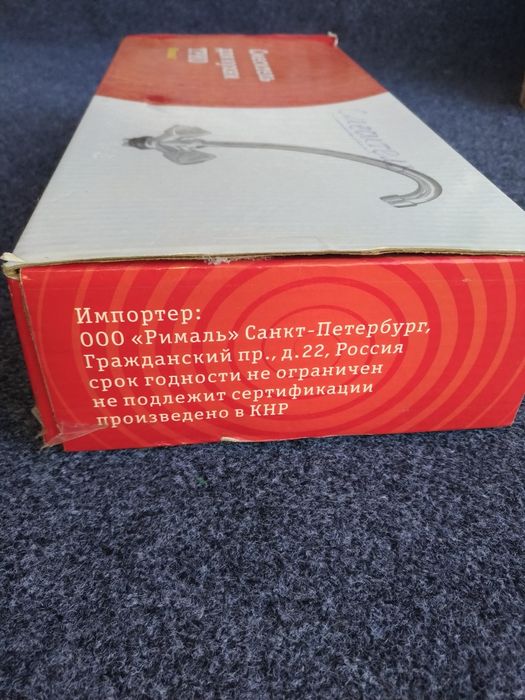 Импортер:
ООО «Рималь» Санкт-Петербург,
Гражданский пр., д.22, Россия
срок годности не ограничен
не подлежит сертификации
произведено в КНР